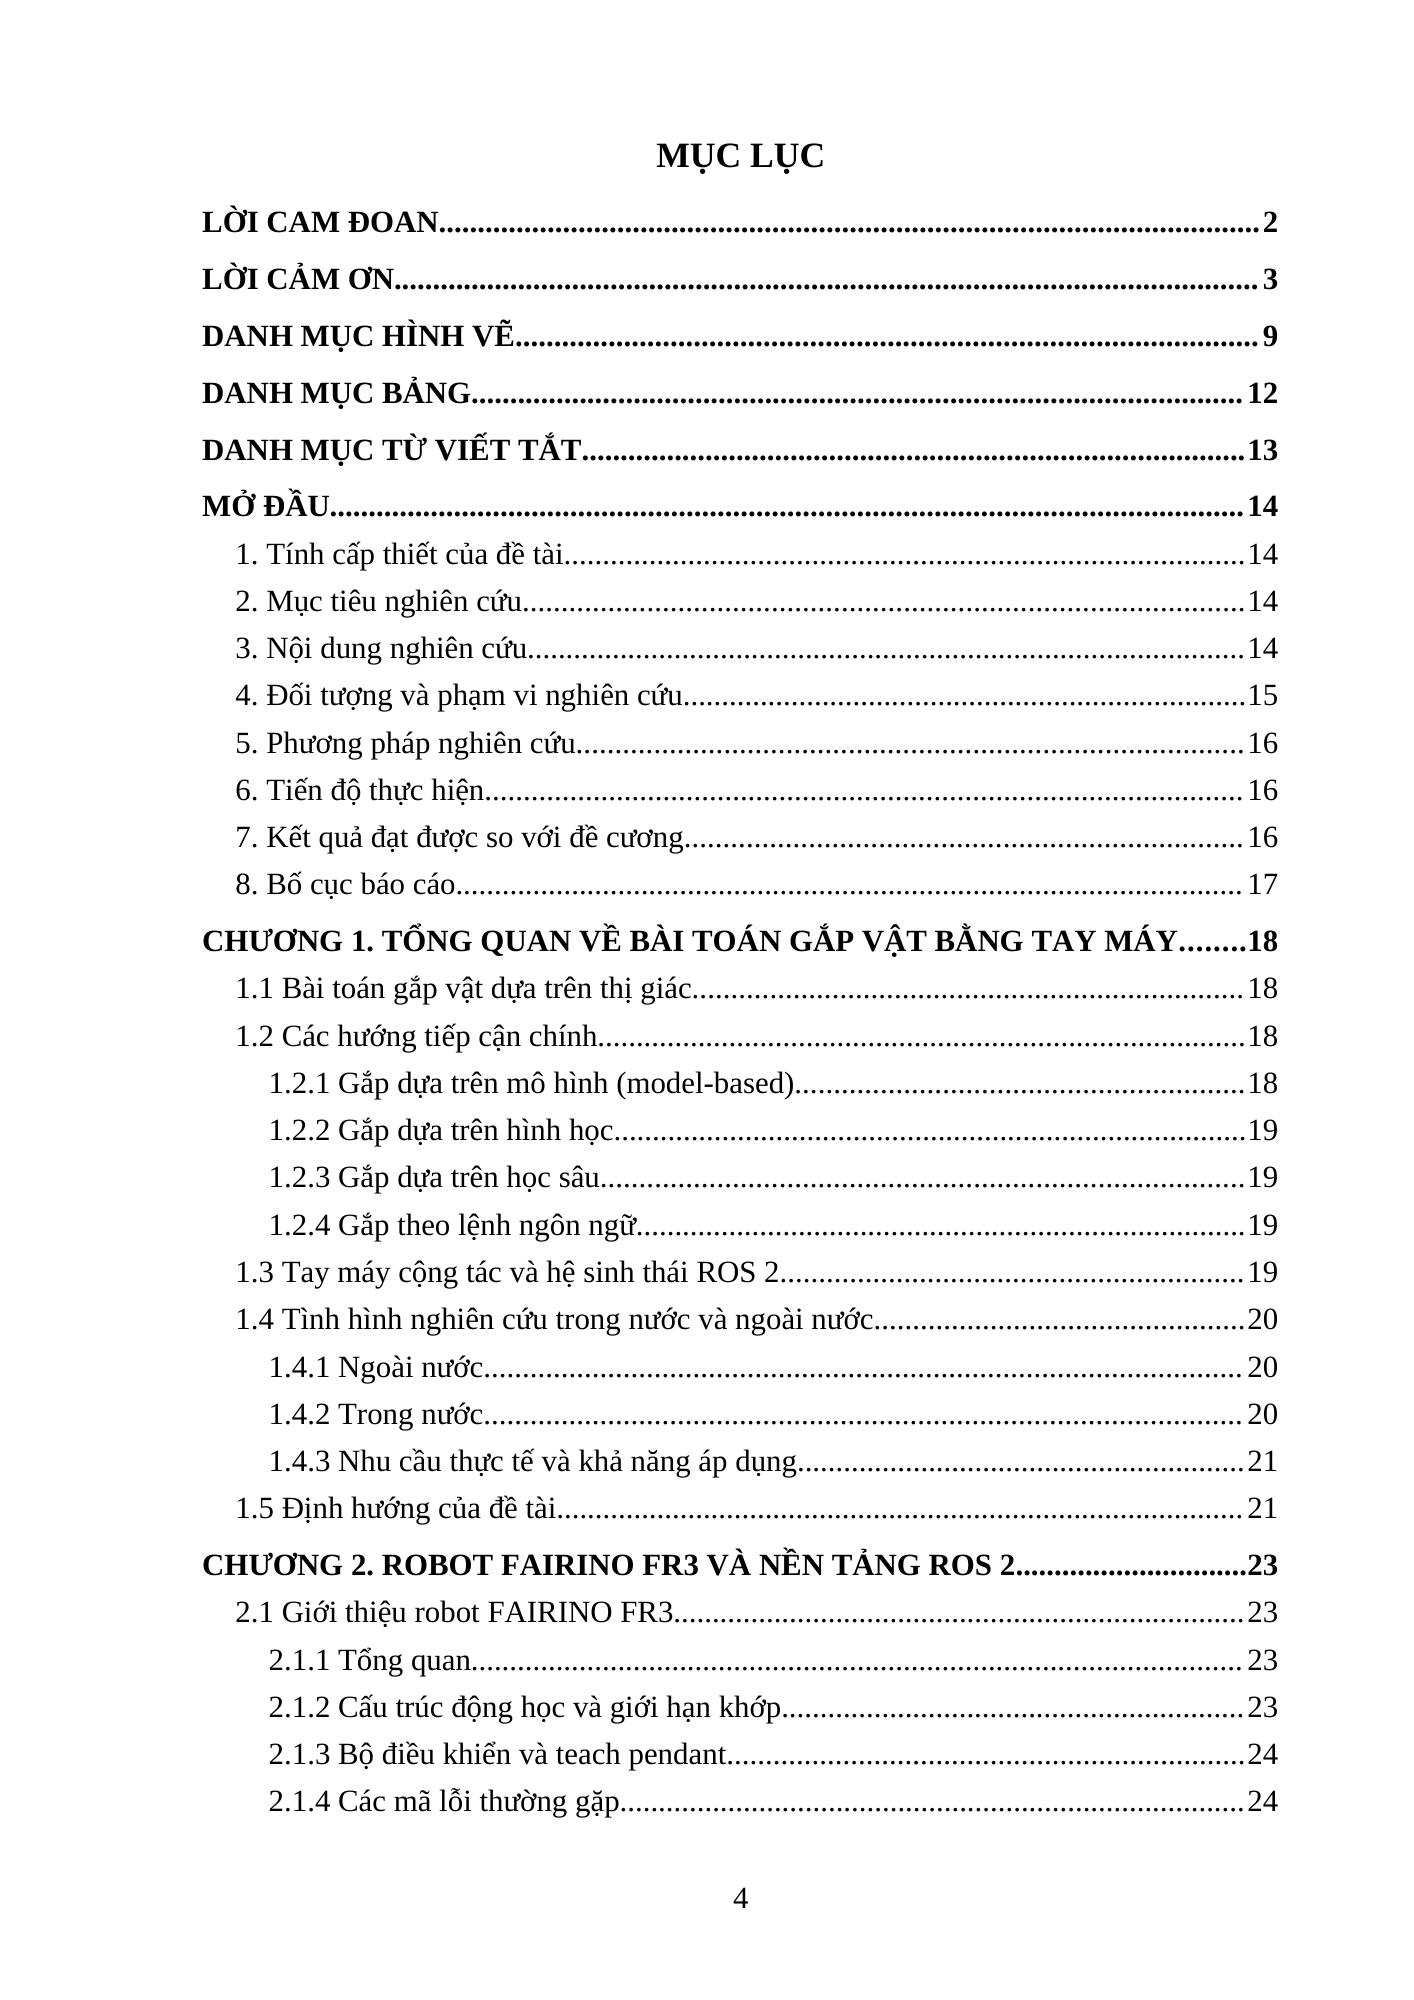 MỤC LỤC
LỜI CAM ĐOAN........................................................................................................2
LỜI CẢM ƠN............................................................................................................3
DANH MỤC HÌNH VẼ.............................................................................................9
DANH MỤC BẢNG.................................................................................................12
DANH MỤC TỪ VIẾT TẮT....................................................................................13
MỞ ĐẦU...................................................................................................................14
1. Tính cấp thiết của đề tài......................................................................................14
2. Mục tiêu nghiên cứu...........................................................................................14
3. Nội dung nghiên cứu...........................................................................................14
4. Đối tượng và phạm vi nghiên cứu.......................................................................15
5. Phương pháp nghiên cứu.....................................................................................16
6. Tiến độ thực hiện................................................................................................16
7. Kết quả đạt được so với đề cương.......................................................................16
8. Bố cục báo cáo....................................................................................................17
CHƯƠNG 1. TỔNG QUAN VỀ BÀI TOÁN GẮP VẬT BẰNG TAY MÁY........18
1.1 Bài toán gắp vật dựa trên thị giác......................................................................18
1.2 Các hướng tiếp cận chính..................................................................................18
1.2.1 Gắp dựa trên mô hình (model-based).........................................................18
1.2.2 Gắp dựa trên hình học................................................................................19
1.2.3 Gắp dựa trên học sâu..................................................................................19
1.2.4 Gắp theo lệnh ngôn ngữ.............................................................................19
1.3 Tay máy cộng tác và hệ sinh thái ROS 2...........................................................19
1.4 Tình hình nghiên cứu trong nước và ngoài nước...............................................20
1.4.1 Ngoài nước.................................................................................................20
1.4.2 Trong nước.................................................................................................20
1.4.3 Nhu cầu thực tế và khả năng áp dụng.........................................................21
1.5 Định hướng của đề tài.......................................................................................21
CHƯƠNG 2. ROBOT FAIRINO FR3 VÀ NỀN TẢNG ROS 2..............................23
2.1 Giới thiệu robot FAIRINO FR3........................................................................23
2.1.1 Tổng quan..................................................................................................23
2.1.2 Cấu trúc động học và giới hạn khớp...........................................................23
2.1.3 Bộ điều khiển và teach pendant..................................................................24
2.1.4 Các mã lỗi thường gặp...............................................................................24
4